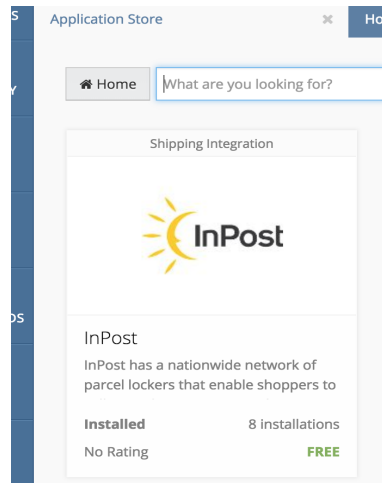 S
Application Store ×
Ho
Y
Home
What are you looking for?
Shipping Integration
InPost
InPost
InPost has a nationwide network of
parcel lockers that enable shoppers to
DS
Installed 8 installations
No Rating FREE